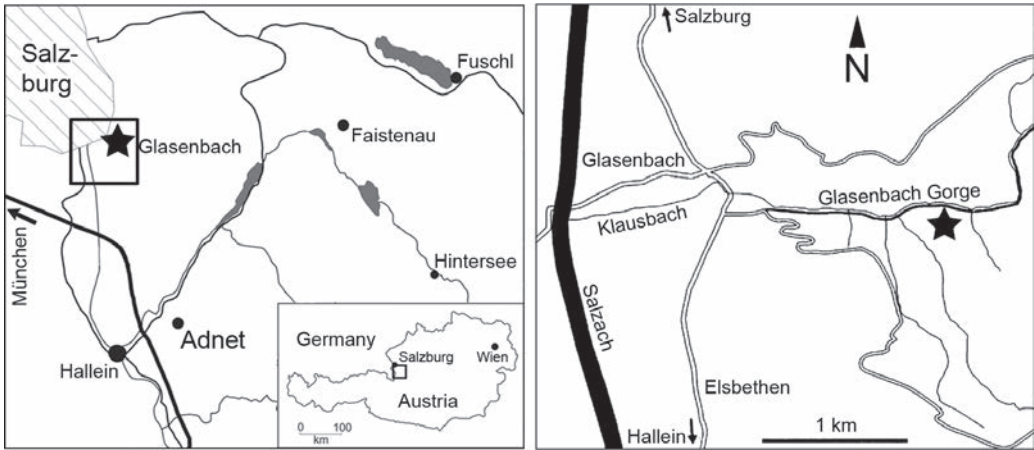 Salz-
burg
Fuschl
Faistenau
Glasenbach
München
Hintersee
Adnet
Hallein
Germany
Salzburg
Wien
Austria
0 100
km
Salzburg
N
Glasenbach
Glasenbach Gorge
Klausbach
Salzach
Elsbethen
Hallein
1 km